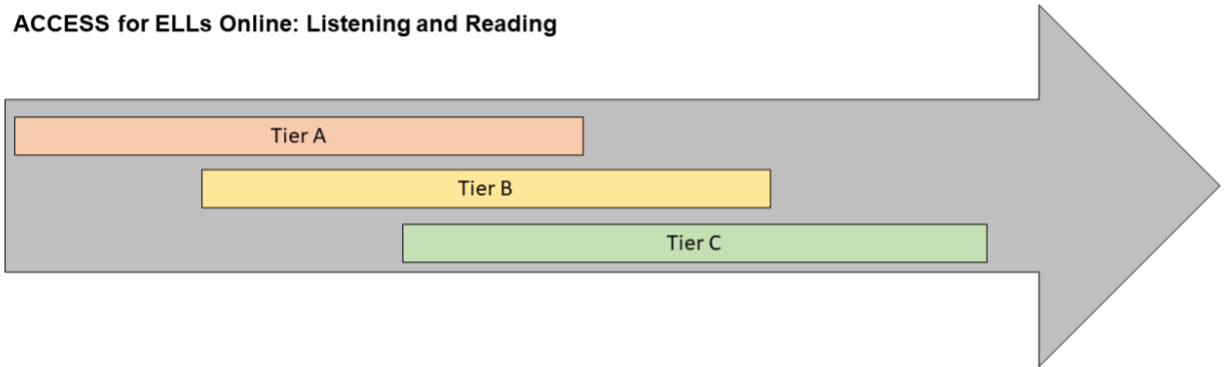 ACCESS for ELLs Online: Listening and Reading
Tier A
Tier B
Tier C